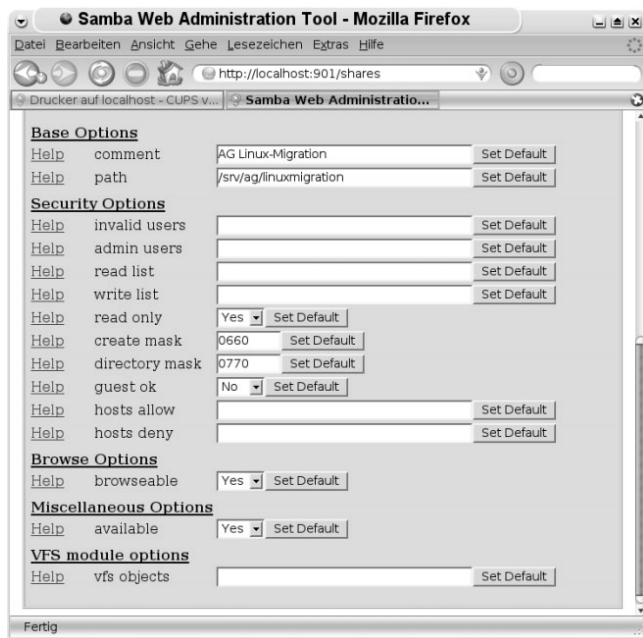 Samba Web Administration Tool - Mozilla Firefox
Datei Bearbeiten Ansicht Gehe Lesezeichen Extras Hilfe
http://localhost:901/shares
Drucker auf localhost - CUPS v... Samba Web Administratio...
Base Options
Help comment AG Linux-Migration Set Default
Help path /srv/ag/linuxmigration Set Default
Security Options
Help invalid users Set Default
Help admin users Set Default
Help read list Set Default
Help write list Set Default
Help read only Yes Set Default
Help create mask 0660 Set Default
Help directory mask 0770 Set Default
Help guest ok No Set Default
Help hosts allow Set Default
Help hosts deny Set Default
Browse Options
Help browseable Yes Set Default
Miscellaneous Options
Help available Yes Set Default
VFS module options
Help vfs objects Set Default
Fertig